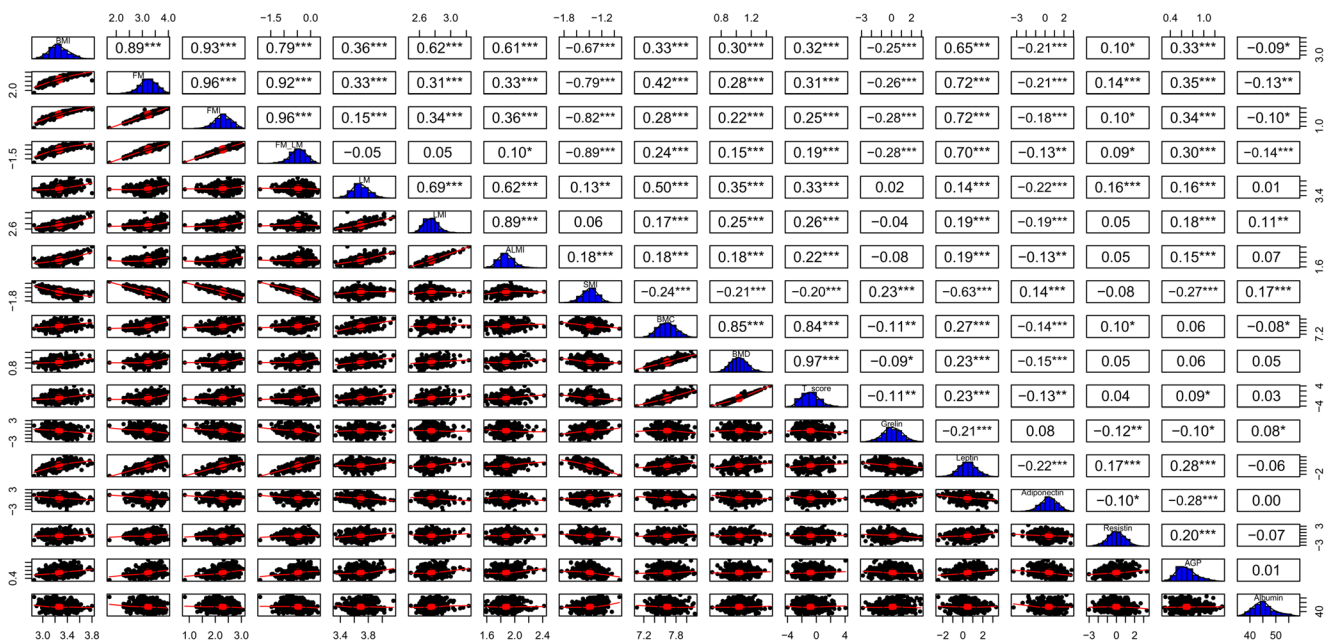 2.0 3.0 4.0 −1.5 0.0 2.6 3.0 −1.8 −1.2 0.8 1.2 −3 0 2 −3 0 2 0.4 1.0
BMI 0.89*** 0.93*** 0.79*** 0.36*** 0.62*** 0.61*** −0.67*** 0.33*** 0.30*** 0.32*** −0.25*** 0.65*** −0.21*** 0.10* 0.33*** −0.09* 3.0
2.0 FM 0.96*** 0.92*** 0.33*** 0.31*** 0.33*** −0.79*** 0.42*** 0.28*** 0.31*** −0.26*** 0.72*** −0.21*** 0.14*** 0.35*** −0.13**
FMI 0.96*** 0.15*** 0.34*** 0.36*** −0.82*** 0.28*** 0.22*** 0.25*** −0.28*** 0.72*** −0.18*** 0.10* 0.34*** −0.10* 1.0
−1.5 FM_LM −0.05 0.05 0.10* −0.89*** 0.24*** 0.15*** 0.19*** −0.28*** 0.70*** −0.13** 0.09* 0.30*** −0.14***
LM 0.69*** 0.62*** 0.13** 0.50*** 0.35*** 0.33*** 0.02 0.14*** −0.22*** 0.16*** 0.16*** 0.01 3.4
2.6 LMI 0.89*** 0.06 0.17*** 0.25*** 0.26*** −0.04 0.19*** −0.19*** 0.05 0.18*** 0.11**
ALMI 0.18*** 0.18*** 0.18*** 0.22*** −0.08 0.19*** −0.13** 0.05 0.15*** 0.07 1.6
−1.8 SMI −0.24*** −0.21*** −0.20*** 0.23*** −0.63*** 0.14*** −0.08 −0.27*** 0.17***
BMC 0.85*** 0.84*** −0.11** 0.27*** −0.14*** 0.10* 0.06 −0.08* 7.2
0.8 BMD 0.97*** −0.09* 0.23*** −0.15*** 0.05 0.06 0.05
T_score −0.11** 0.23*** −0.13** 0.04 0.09* 0.03 −4 4
−3 3 Grelin −0.21*** 0.08 −0.12** −0.10* 0.08*
Leptin −0.22*** 0.17*** 0.28*** −0.06 −2
−3 3 Adiponectin −0.10* −0.28*** 0.00
Resistin 0.20*** −0.07 −3 3
0.4 AGP 0.01
Albumin 40
3.0 3.4 3.8 1.0 2.0 3.0 3.4 3.8 1.6 2.0 2.4 7.2 7.8 −4 0 4 −2 0 2 −3 0 2 40 50